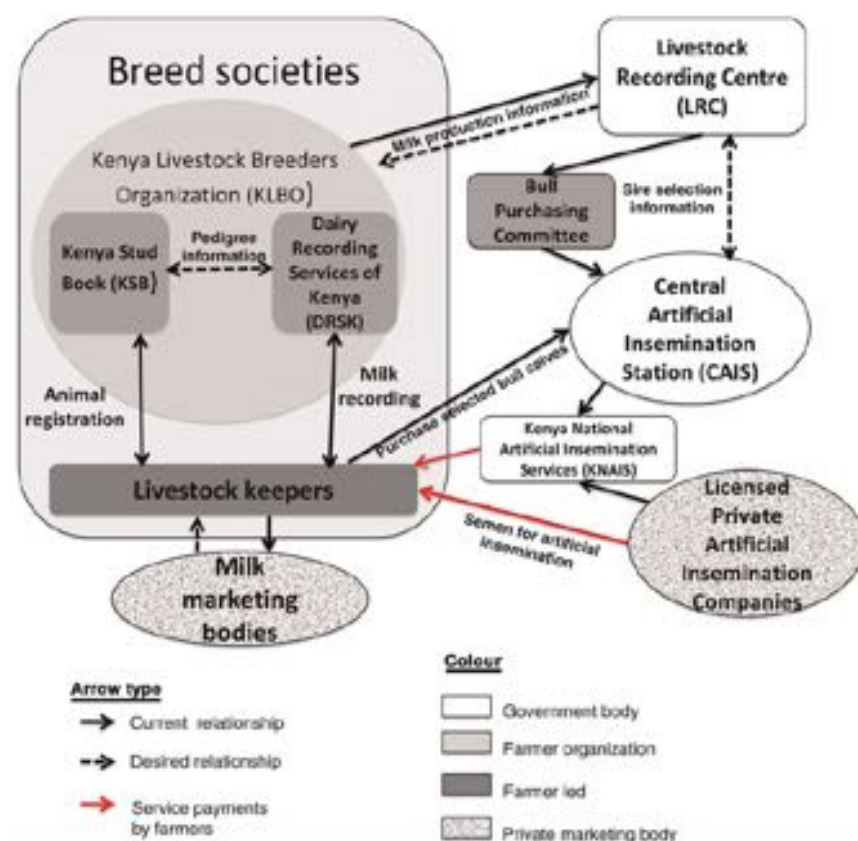 Breed societies
Kenya Livestock Breeders
Organization (KLBO)
Kenya Stud
Book (KSB)
Pedigree
information
Dairy
Recording
Services of
Kenya
(DRSK)
Animal
registration
Milk
recording
Livestock keepers
Milk
marketing
bodies
Milk production information
Livestock
Recording Centre
(LRC)
Bull
Purchasing
Committee
Sire selection
information
Central
Artificial
Insemination
Station (CAIS)
Purchase selected bull calves
Kenya National
Artificial Insemination
Services (KNAIS)
Semen for artificial
insemination
Licensed
Private
Artificial
Insemination
Companies
Arrow type
Current relationship
Desired relationship
Service payments
by farmers
Colour
Government body
Farmer organization
Farmer led
Private marketing body